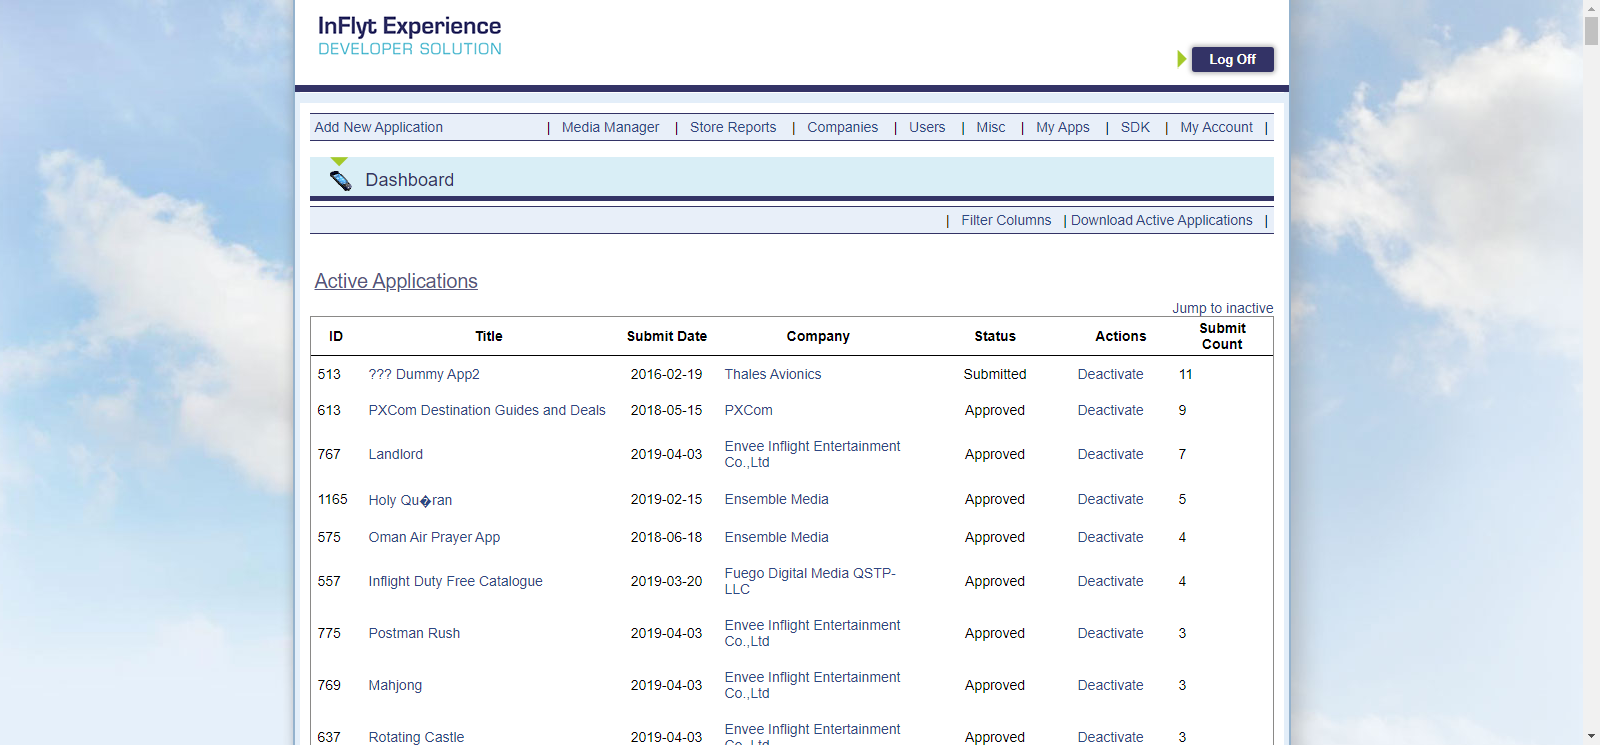 InFlyt Experience
DEVELOPER SOLUTION
Log Off
Add New Application | Media Manager | Store Reports | Companies | Users | Misc | My Apps | SDK | My Account |
Dashboard
| Filter Columns | Download Active Applications |
Active Applications
Jump to inactive
ID Title Submit Date Company Status Actions Submit Count
513 ??? Dummy App2 2016-02-19 Thales Avionics Submitted Deactivate 11
613 PXCom Destination Guides and Deals 2018-05-15 PXCom Approved Deactivate 9
767 Landlord 2019-04-03 Envee Inflight Entertainment Co.,Ltd Approved Deactivate 7
1165 Holy Qu�ran 2019-02-15 Ensemble Media Approved Deactivate 5
575 Oman Air Prayer App 2018-06-18 Ensemble Media Approved Deactivate 4
557 Inflight Duty Free Catalogue 2019-03-20 Fuego Digital Media QSTP-LLC Approved Deactivate 4
775 Postman Rush 2019-04-03 Envee Inflight Entertainment Co.,Ltd Approved Deactivate 3
769 Mahjong 2019-04-03 Envee Inflight Entertainment Co.,Ltd Approved Deactivate 3
637 Rotating Castle 2019-04-03 Envee Inflight Entertainment Co.,Ltd Approved Deactivate 3